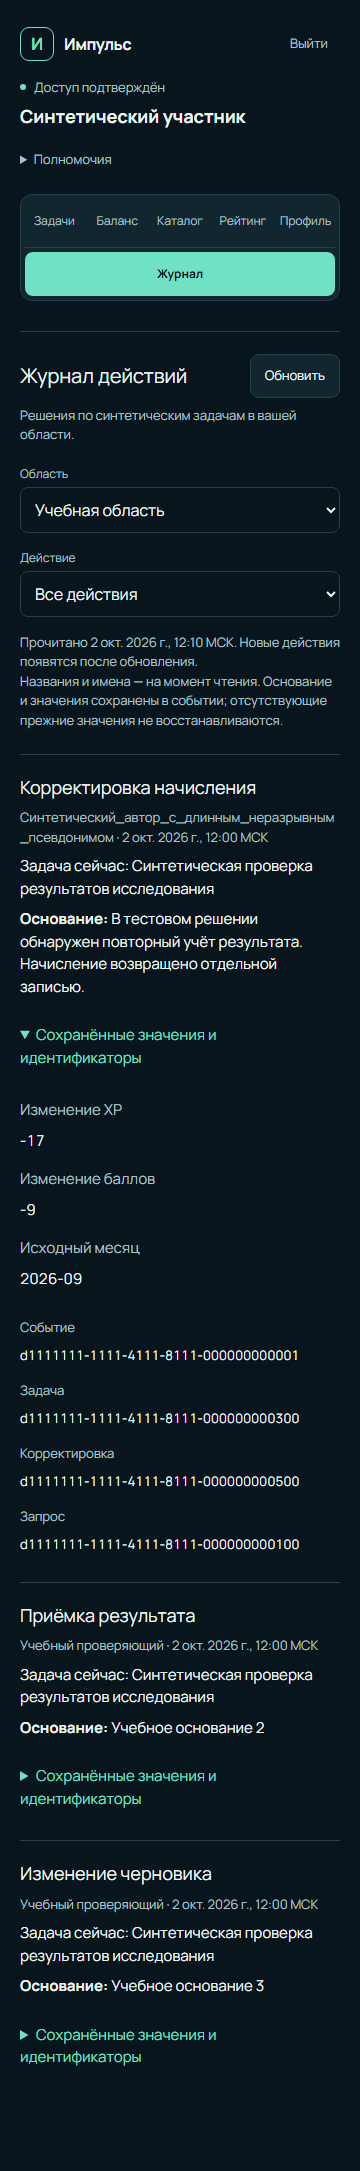 И Импульс Выйти
Доступ подтверждён
Синтетический участник
Полномочия
Задачи Баланс Каталог Рейтинг Профиль
Журнал
Журнал действий Обновить
Решения по синтетическим задачам в вашей
области.
Область
Учебная область
Действие
Все действия
Прочитано 2 окт. 2026 г., 12:10 МСК. Новые действия
появятся после обновления.
Названия и имена — на момент чтения. Основание
и значения сохранены в событии; отсутствующие
прежние значения не восстанавливаются.
Корректировка начисления
Синтетический_автор_с_длинным_неразрывным
_псевдонимом · 2 окт. 2026 г., 12:00 МСК
Задача сейчас: Синтетическая проверка
результатов исследования
Основание: В тестовом решении
обнаружен повторный учёт результата.
Начисление возвращено отдельной
записью.
Сохранённые значения и
идентификаторы
Изменение XP
-17
Изменение баллов
-9
Исходный месяц
2026-09
Событие
d1111111-1111-4111-8111-000000000001
Задача
d1111111-1111-4111-8111-000000000300
Корректировка
d1111111-1111-4111-8111-000000000500
Запрос
d1111111-1111-4111-8111-000000000100
Приёмка результата
Учебный проверяющий · 2 окт. 2026 г., 12:00 МСК
Задача сейчас: Синтетическая проверка
результатов исследования
Основание: Учебное основание 2
Сохранённые значения и
идентификаторы
Изменение черновика
Учебный проверяющий · 2 окт. 2026 г., 12:00 МСК
Задача сейчас: Синтетическая проверка
результатов исследования
Основание: Учебное основание 3
Сохранённые значения и
идентификаторы